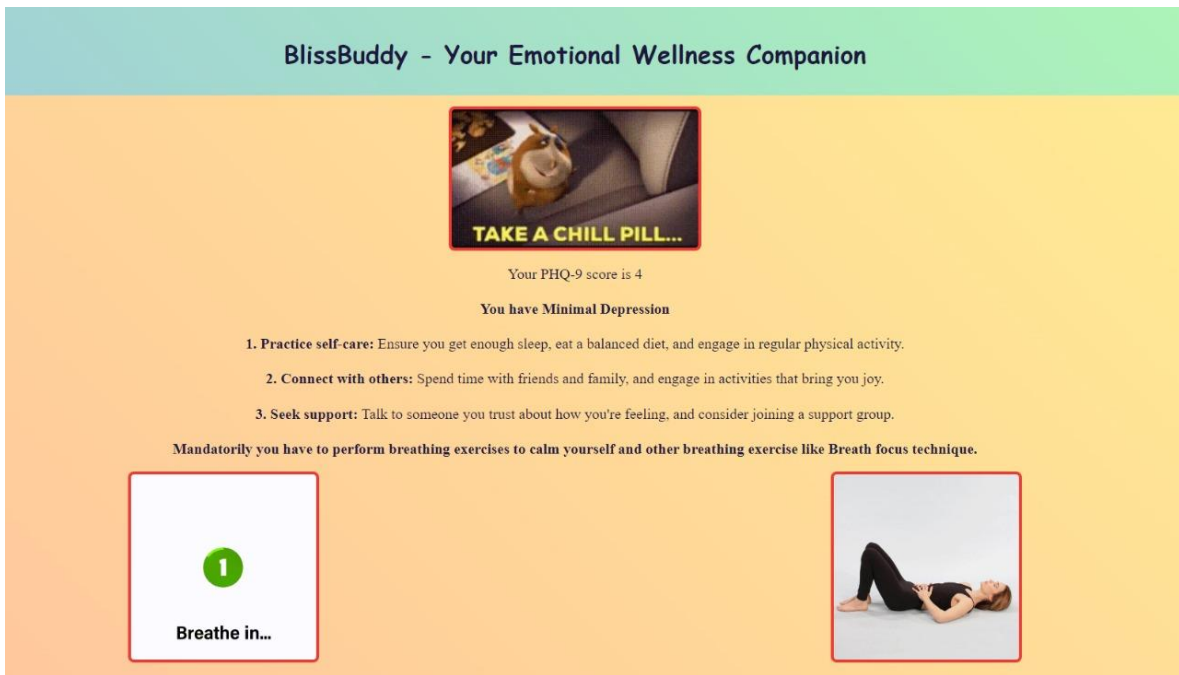 BlissBuddy - Your Emotional Wellness Companion
TAKE A CHILL PILL...
Your PHQ-9 score is 4
You have Minimal Depression
1. Practice self-care: Ensure you get enough sleep, eat a balanced diet, and engage in regular physical activity.
2. Connect with others: Spend time with friends and family, and engage in activities that bring you joy.
3. Seek support: Talk to someone you trust about how you're feeling, and consider joining a support group.
Mandatorily you have to perform breathing exercises to calm yourself and other breathing exercise like Breath focus technique.
1
Breathe in...